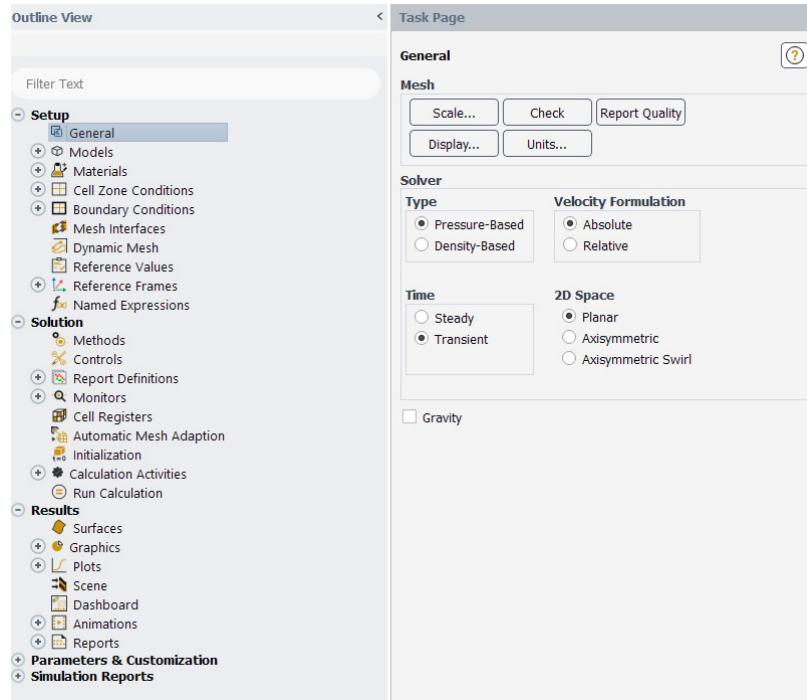 Outline View <
Filter Text
Setup
General
Models
Materials
Cell Zone Conditions
Boundary Conditions
Mesh Interfaces
Dynamic Mesh
Reference Values
Reference Frames
Named Expressions
Solution
Methods
Controls
Report Definitions
Monitors
Cell Registers
Automatic Mesh Adaption
t=0 Initialization
Calculation Activities
Run Calculation
Results
Surfaces
Graphics
Plots
Scene
Dashboard
Animations
Reports
Parameters & Customization
Simulation Reports
Task Page
General ?
Mesh
Scale... Check Report Quality
Display... Units...
Solver
Type Velocity Formulation
Pressure-Based Absolute
Density-Based Relative
Time 2D Space
Steady Planar
Transient Axisymmetric
Axisymmetric Swirl
Gravity